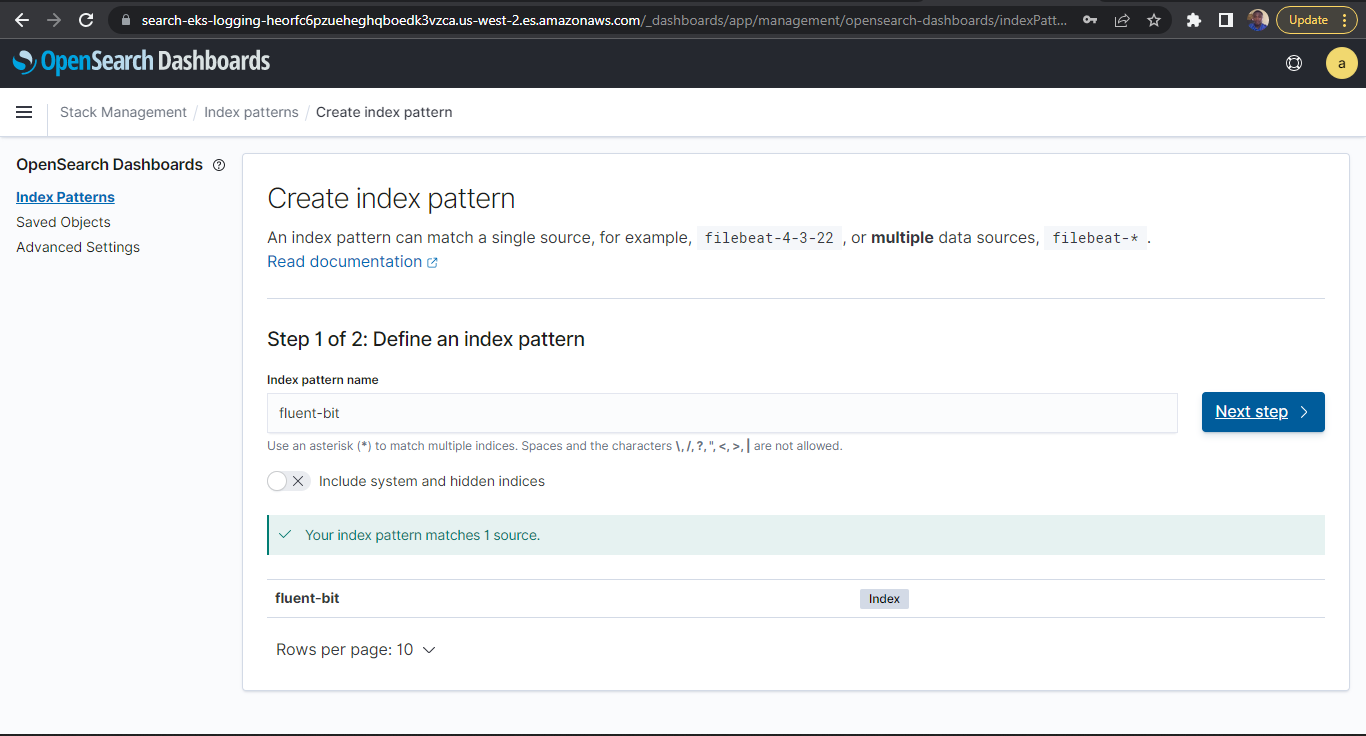 search-eks-logging-heorfc6pzueheghqboedk3vzca.us-west-2.es.amazonaws.com/_dashboards/app/management/opensearch-dashboards/indexPatt...
Update
OpenSearch Dashboards
a
Stack Management / Index patterns / Create index pattern
OpenSearch Dashboards
Index Patterns
Saved Objects
Advanced Settings
Create index pattern
An index pattern can match a single source, for example, filebeat-4-3-22 , or multiple data sources, filebeat-* .
Read documentation
Step 1 of 2: Define an index pattern
Index pattern name
fluent-bit
Next step
Use an asterisk (*) to match multiple indices. Spaces and the characters \, /, ?, ", <, >, | are not allowed.
Include system and hidden indices
Your index pattern matches 1 source.
fluent-bit Index
Rows per page: 10